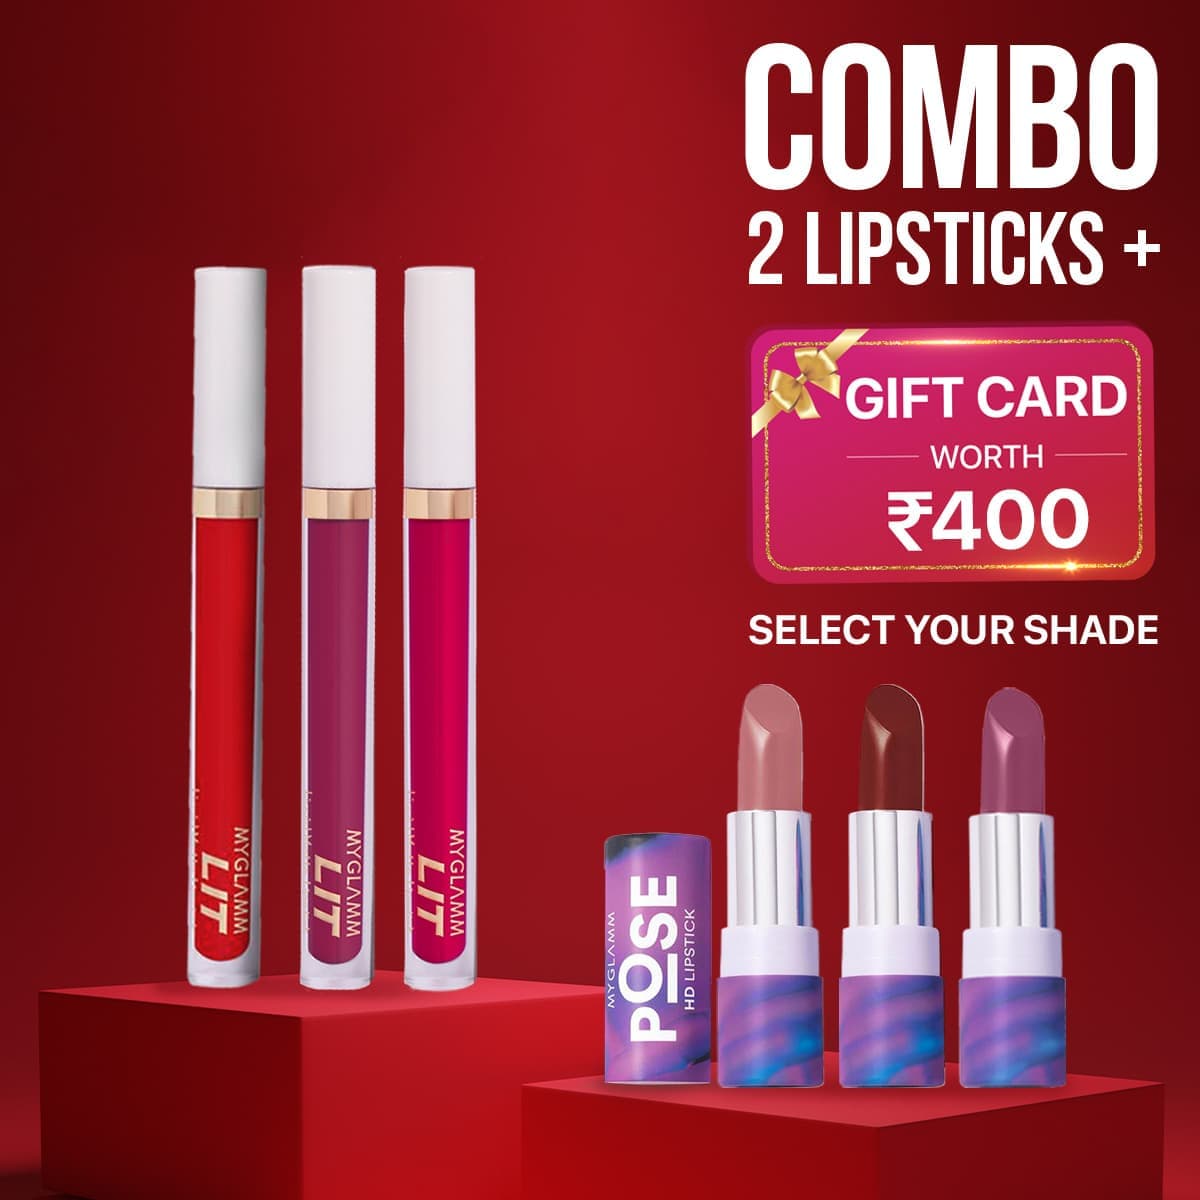 COMBO
2 LIPSTICKS +
GIFT CARD
WORTH
₹400
SELECT YOUR SHADE
MYGLAMM
LIT
MYGLAMM
LIT
MYGLAMM
LIT
MYGLAMM
POSE
HD LIPSTICK